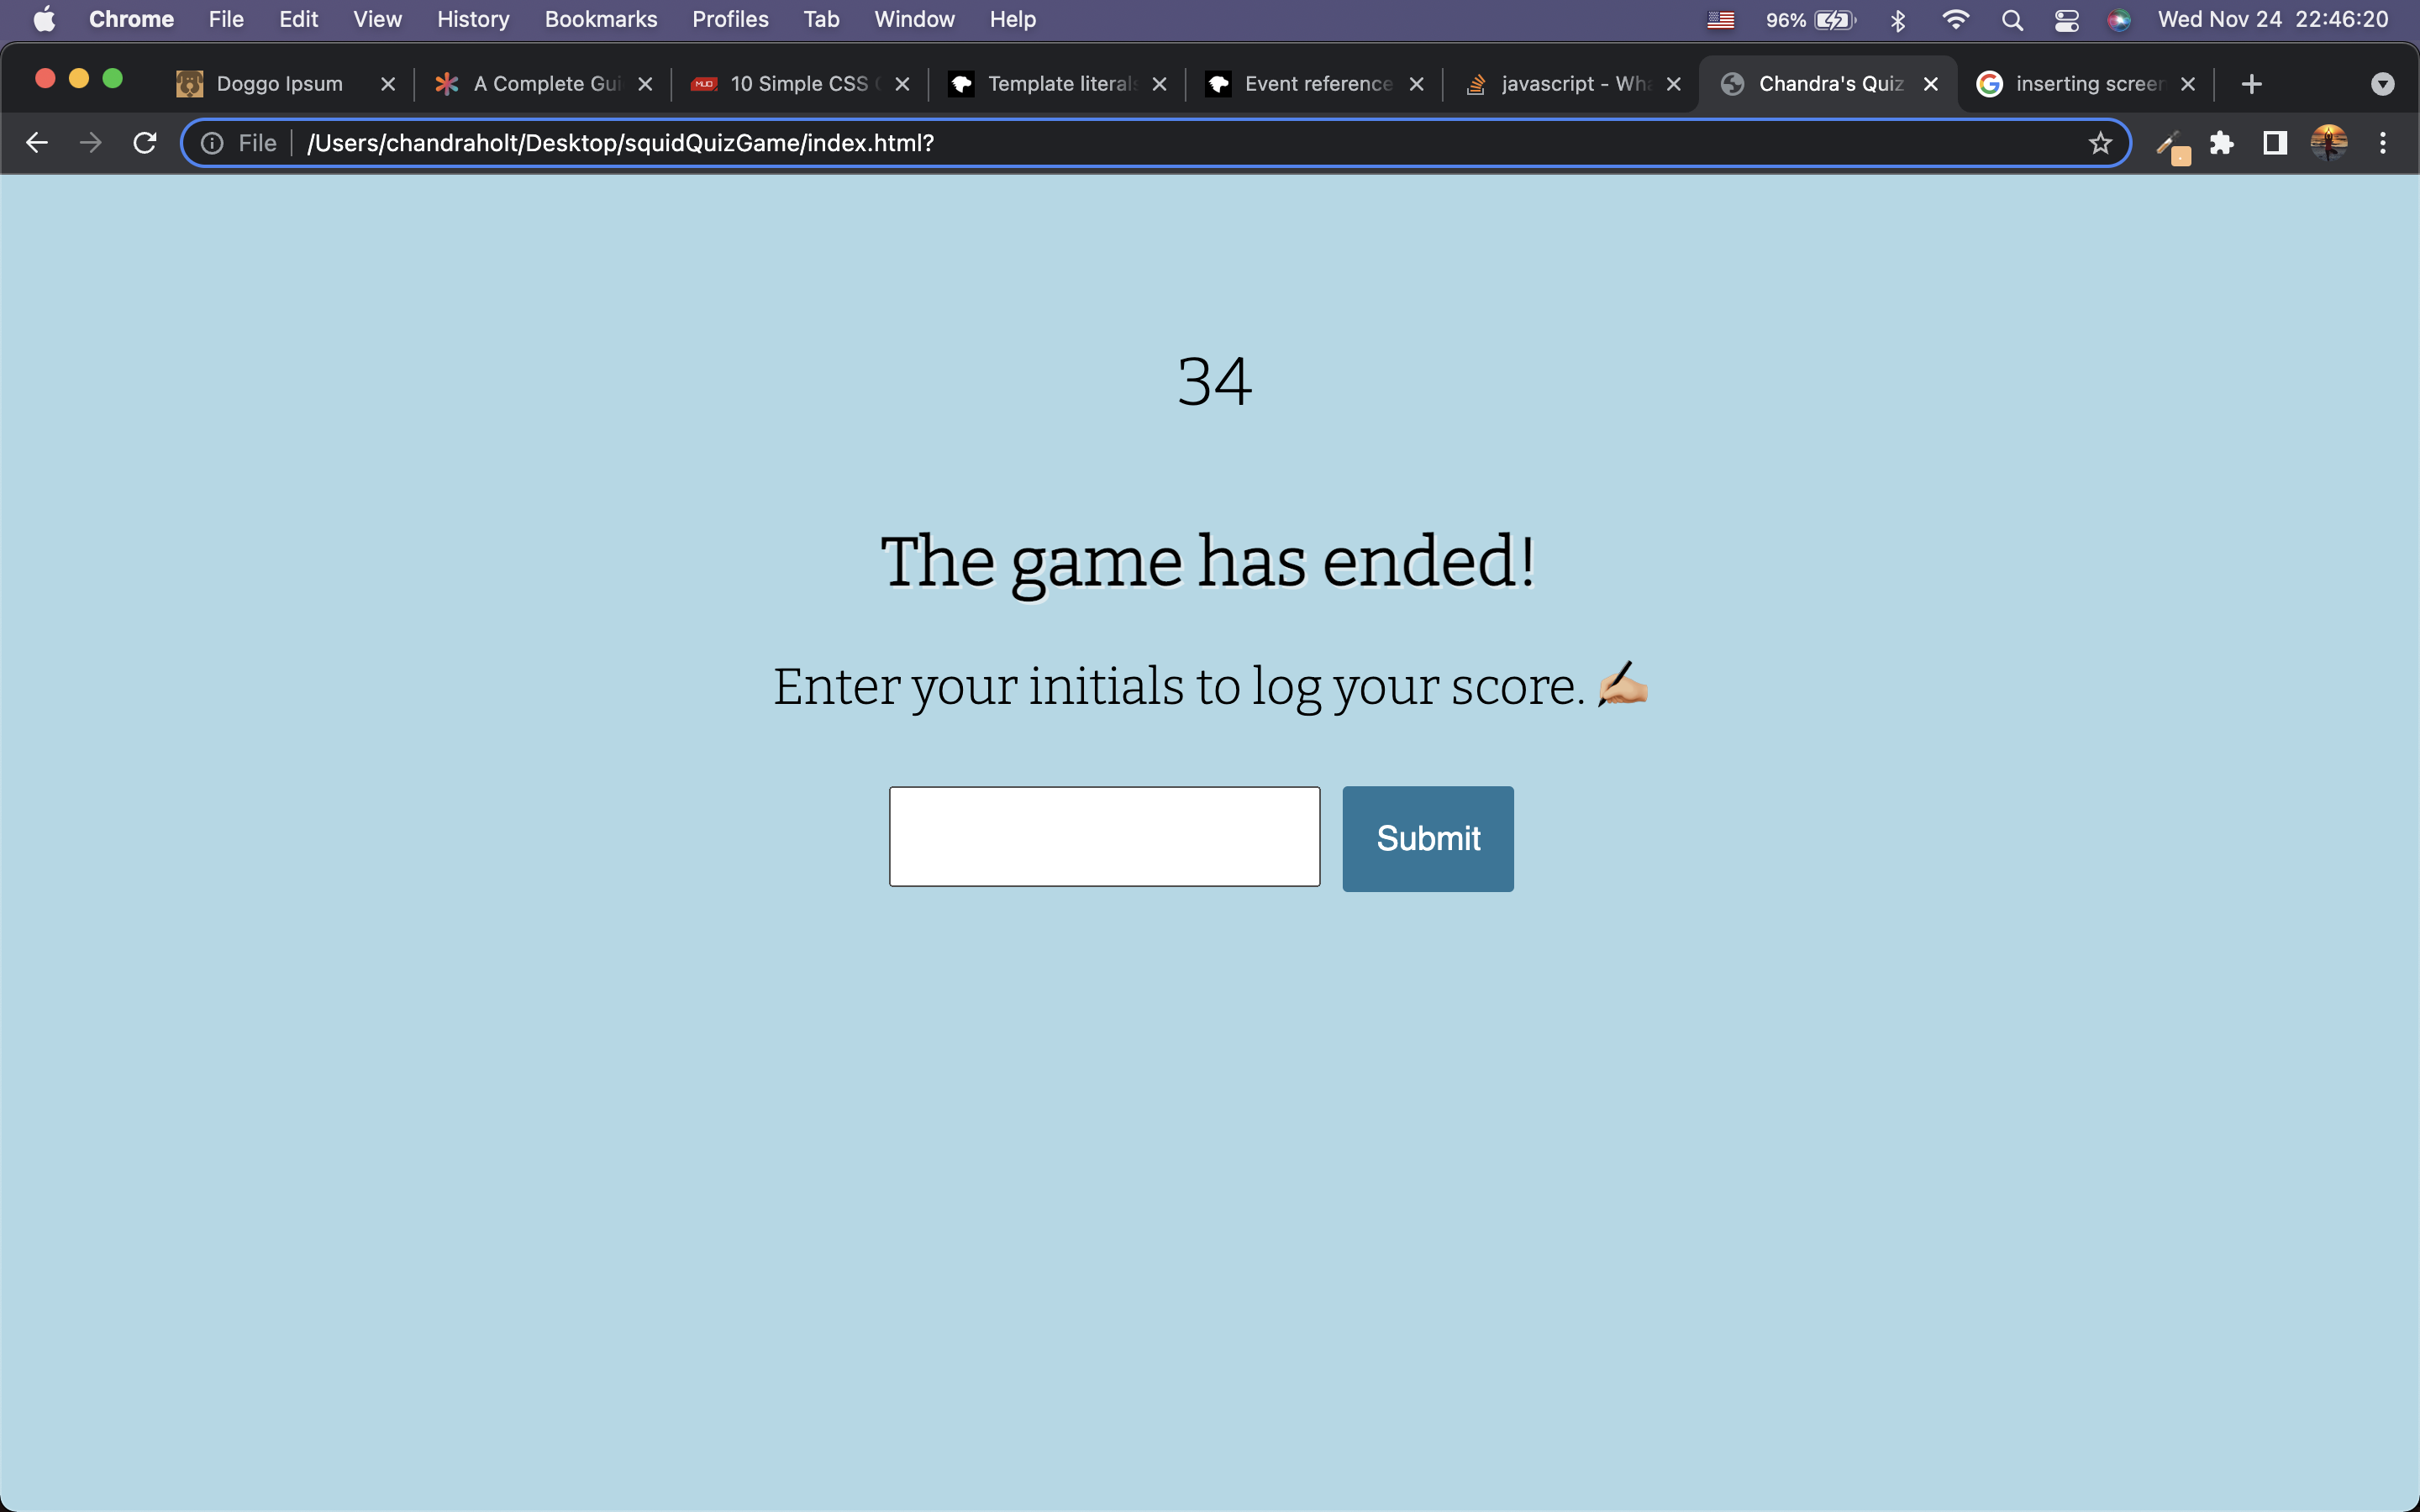 Chrome File Edit View History Bookmarks Profiles Tab Window Help 96% Wed Nov 24 22:46:20
Doggo Ipsum A Complete Gui 10 Simple CSS Template literals Event reference javascript - Wha Chandra's Quiz inserting screen
File /Users/chandraholt/Desktop/squidQuizGame/index.html?
34
The game has ended!
Enter your initials to log your score. ✍🏼
Submit